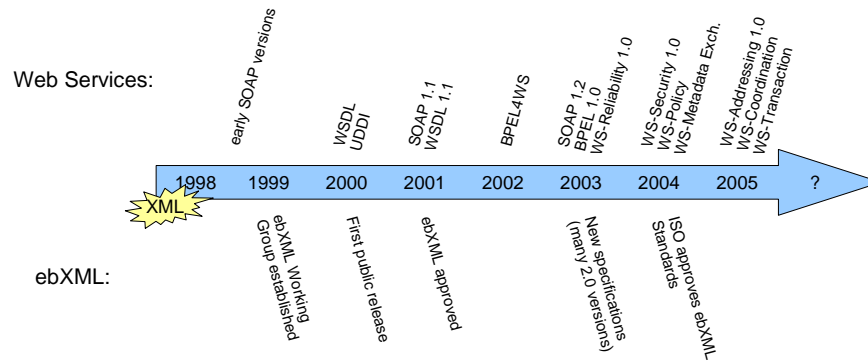 Web Services:
early SOAP versions
WSDL
UDDI
SOAP 1.1
WSDL 1.1
BPEL4WS
SOAP 1.2
BPEL 1.0
WS-Reliability 1.0
WS-Security 1.0
WS-Policy
WS-Metadata Exch.
WS-Addressing 1.0
WS-Coordination
WS-Transaction
1998 1999 2000 2001 2002 2003 2004 2005 ?
XML
ebXML:
ebXML Working
Group established
First public release
ebXML approved
New specifications
(many 2.0 versions)
ISO approves ebXML
Standards